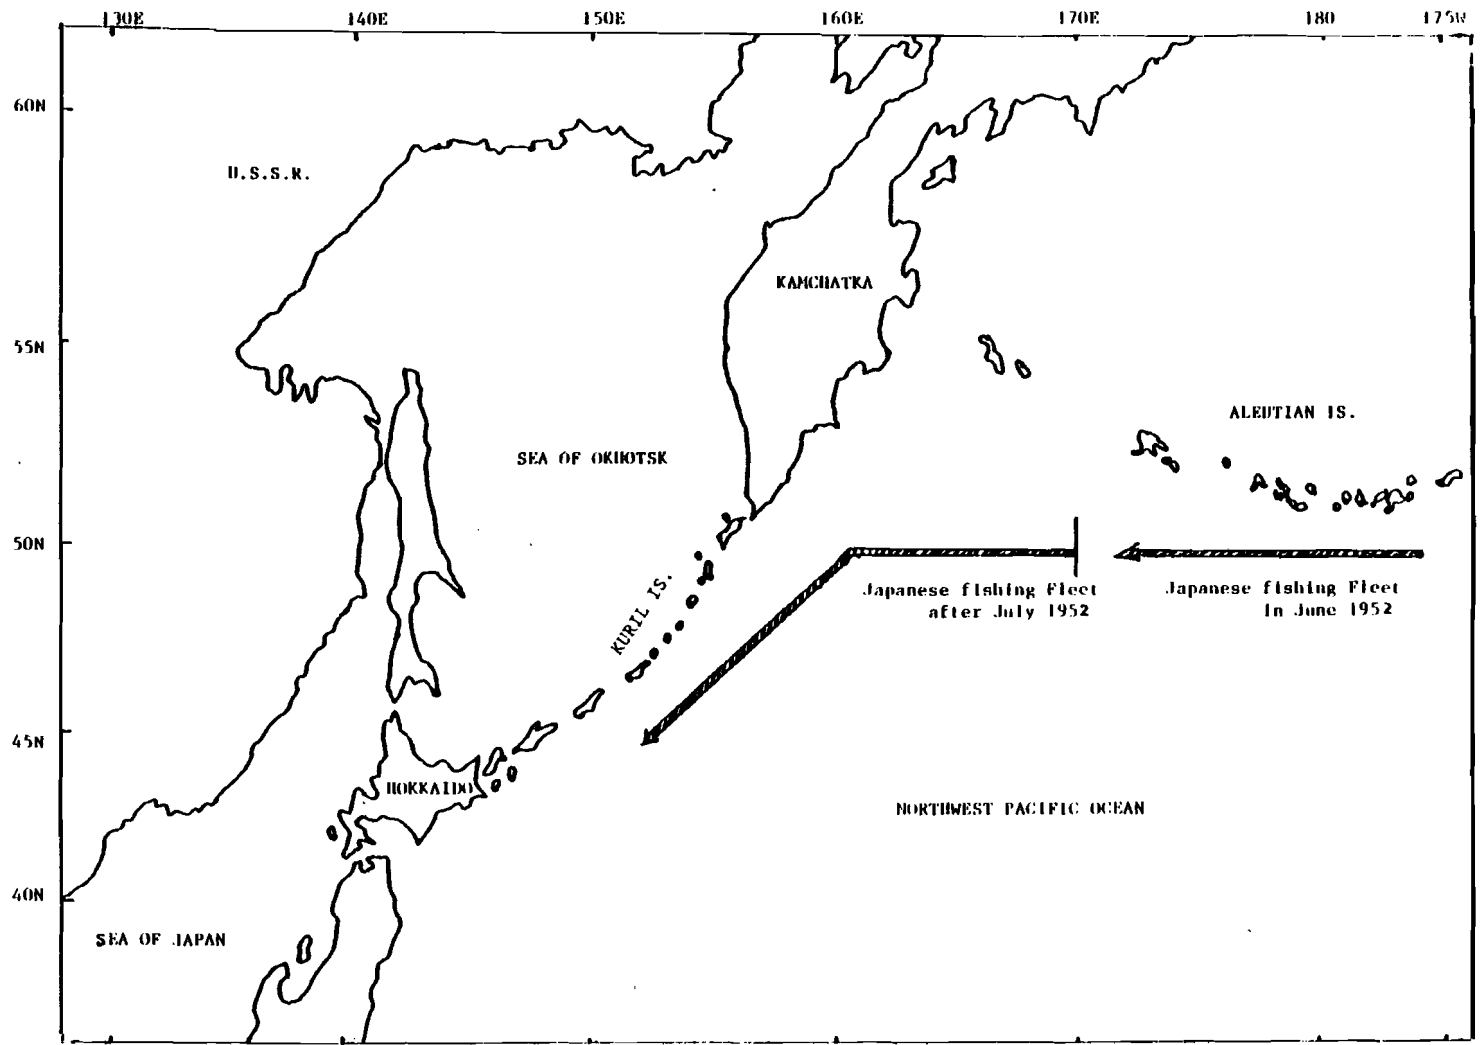 130E 140E 150E 160E 170E 180 175W
60N
U.S.S.R.
KAMCHATKA
55N
ALEUTIAN IS.
SEA OF OKHOTSK
50N
Japanese fishing Fleet
after July 1952
Japanese fishing Fleet
in June 1952
KURIL IS.
45N
HOKKAIDO
NORTHWEST PACIFIC OCEAN
40N
SEA OF JAPAN